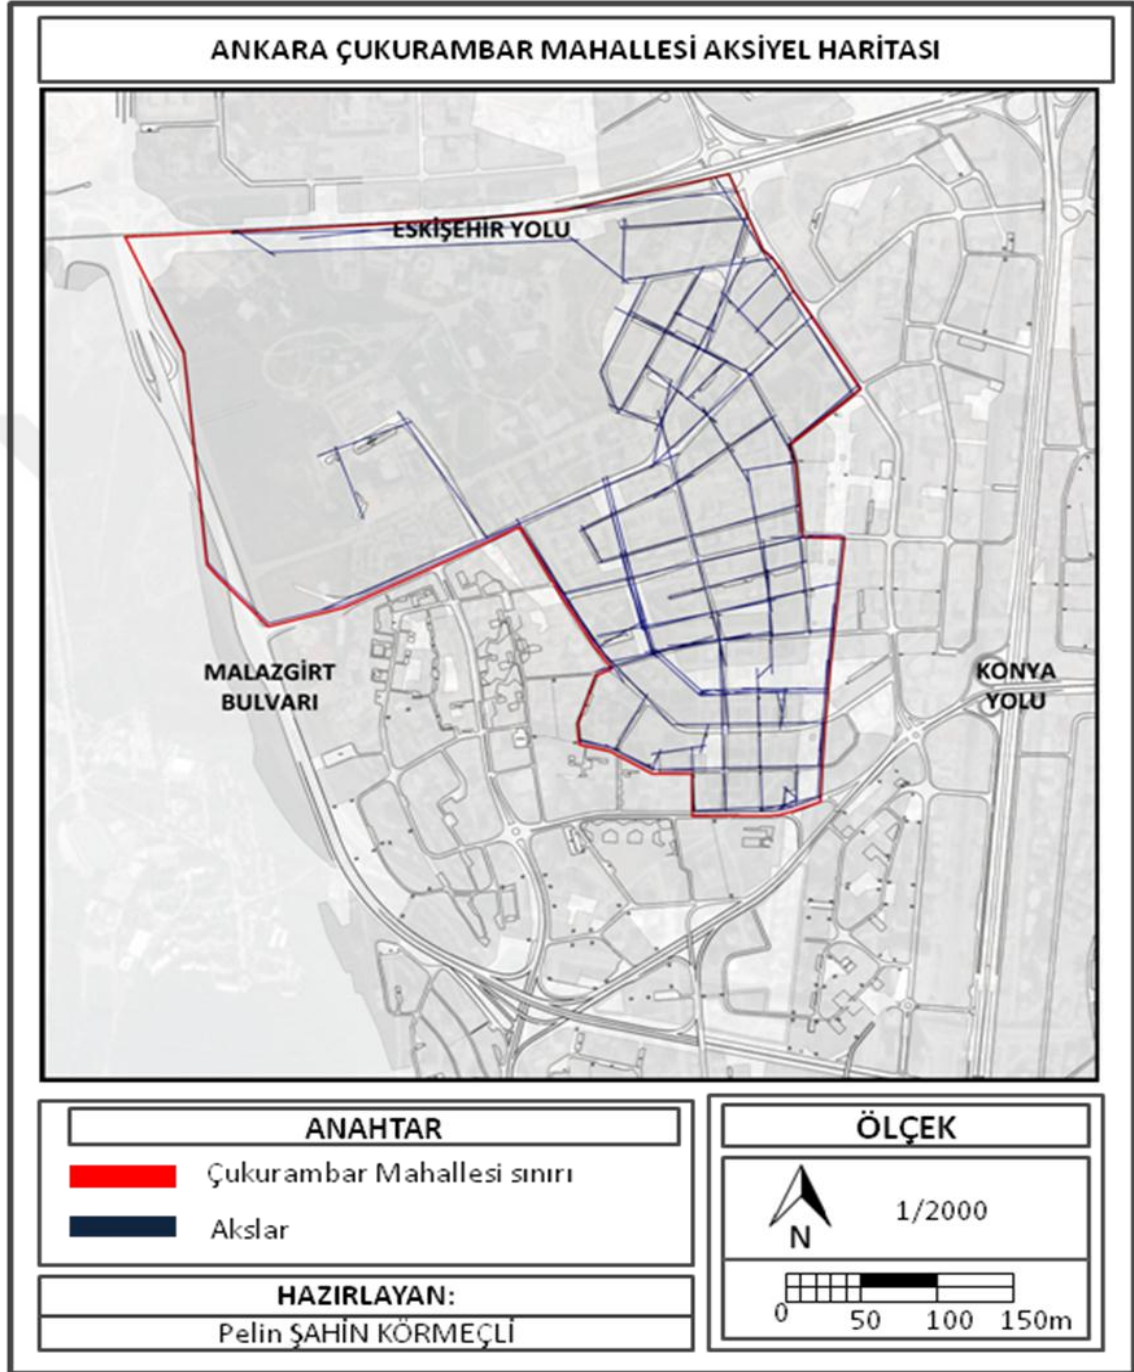 ANKARA ÇUKURAMBAR MAHALLESİ AKSİYEL HARİTASI
ESKİŞEHİR YOLU
MALAZGİRT
BULVARI
KONYA
YOLU
ANAHTAR
Çukurambar Mahallesi sınırı
Akslar
HAZIRLAYAN:
Pelin ŞAHİN KÖRMEÇLİ
ÖLÇEK
N
1/2000
0 50 100 150m